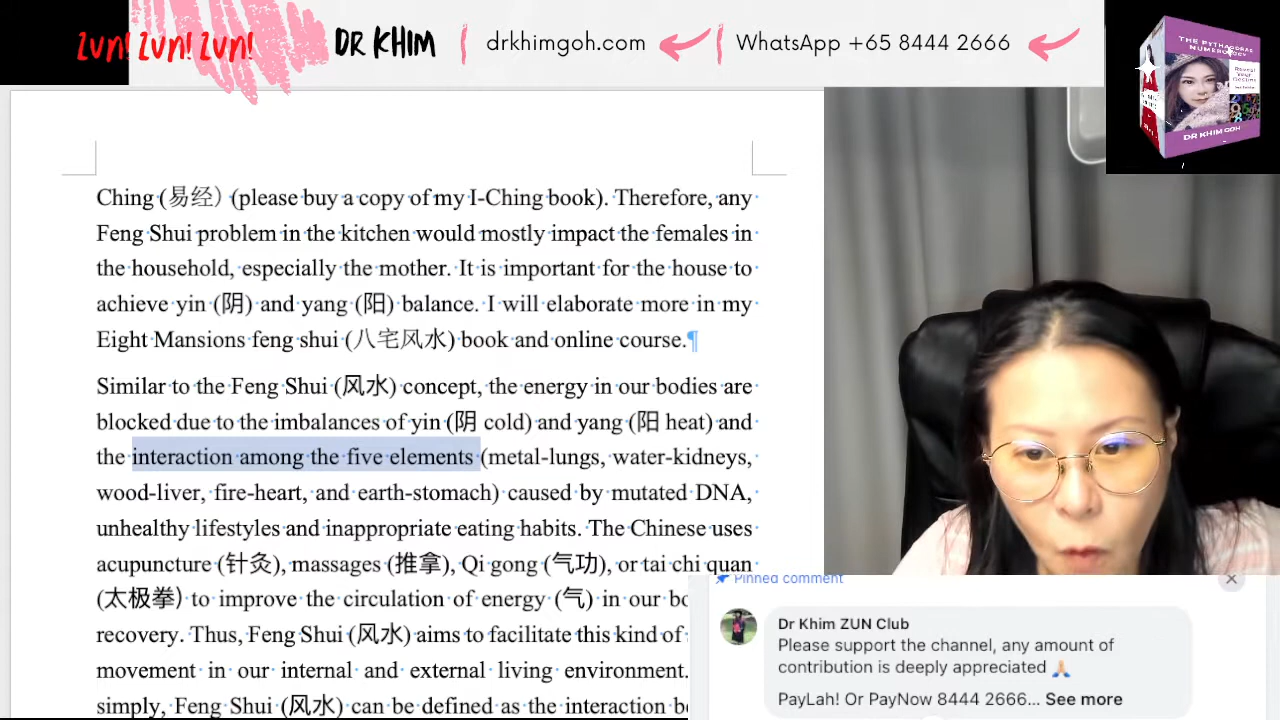 ZUN! ZUN! ZUN!
DR KHIM
drkhimgoh.com
WhatsApp +65 8444 2666
THE PYTHAGORAS
NUMEROLOGY
Reveal
Your
Destiny
DR KHIM GOH
Ching (易经) (please buy a copy of my I-Ching book). Therefore, any
Feng Shui problem in the kitchen would mostly impact the females in
the household, especially the mother. It is important for the house to
achieve yin (阴) and yang (阳) balance. I will elaborate more in my
Eight Mansions feng shui (八宅风水) book and online course.¶
Similar to the Feng Shui (风水) concept, the energy in our bodies are
blocked due to the imbalances of yin (阴 cold) and yang (阳 heat) and
the interaction among the five elements (metal-lungs, water-kidneys,
wood-liver, fire-heart, and earth-stomach) caused by mutated DNA,
unhealthy lifestyles and inappropriate eating habits. The Chinese uses
acupuncture (针灸), massages (推拿), Qi gong (气功), or tai chi quan
(太极拳) to improve the circulation of energy (气) in our bo
recovery. Thus, Feng Shui (风水) aims to facilitate this kind of
movement in our internal and external living environment.
simply, Feng Shui (风水) can be defined as the interaction be
Pinned comment
Dr Khim ZUN Club
Please support the channel, any amount of
contribution is deeply appreciated 🙏🏻
PayLah! Or PayNow 8444 2666... See more